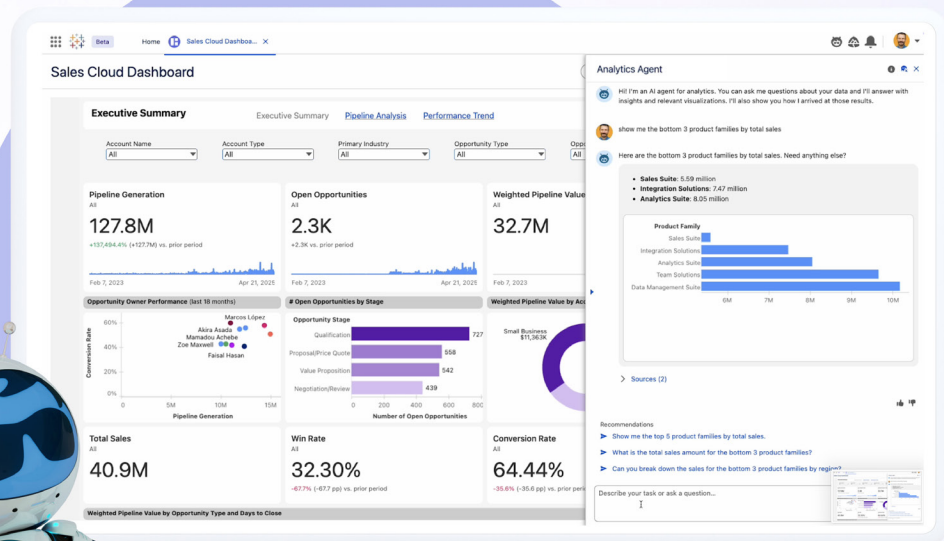 Beta
Home
Sales Cloud Dashboa...
Sales Cloud Dashboard
Executive Summary
Executive Summary
Pipeline Analysis
Performance Trend
Account Name
All
Account Type
All
Primary Industry
All
Opportunity Type
All
All
Pipeline Generation
All
127.8M
+137,494.4% (+127.7M) vs. prior period
Feb 7, 2023
Apr 21, 2025
Open Opportunities
All
2.3K
+2.3K vs. prior period
Feb 7, 2023
Apr 21, 2025
Weighted Pipeline Value
All
32.7M
Feb 7, 2023
Opportunity Owner Performance (last 18 months)
Conversion Rate
60%
40%
20%
0%
Marcos López
Akira Asada
Mamadou Achebe
Zoe Maxwell
Faisal Hasan
0
5M
10M
15M
Pipeline Generation
# Open Opportunities by Stage
Opportunity Stage
Qualification
727
Proposal/Price Quote
558
Value Proposition
542
Negotiation/Review
439
0
200
400
600
800
Number of Open Opportunities
Weighted Pipeline Value by
Small Business
$11,363K
Total Sales
All
40.9M
Win Rate
All
32.30%
-67.7% (-67.7 pp) vs. prior period
Conversion Rate
All
64.44%
-35.6% (-35.6 pp) vs. prior
Weighted Pipeline Value by Opportunity Type and Days to Close
Analytics Agent
Hi! I'm an AI agent for analytics. You can ask me questions about your data and I'll answer with
insights and relevant visualizations. I'll also show you how I arrived at those results.
show me the bottom 3 product families by total sales
Here are the bottom 3 product families by total sales. Need anything else?
Sales Suite: 5.59 million
Integration Solutions: 7.47 million
Analytics Suite: 8.05 million
Product Family
Sales Suite
Integration Solutions
Analytics Suite
Team Solutions
Data Management Suite
6M
7M
8M
9M
10M
Sources (2)
Recommendations
Show me the top 5 product families by total sales.
What is the total sales amount for the bottom 3 product families?
Can you break down the sales for the bottom 3 product families by region?
Describe your task or ask a question...